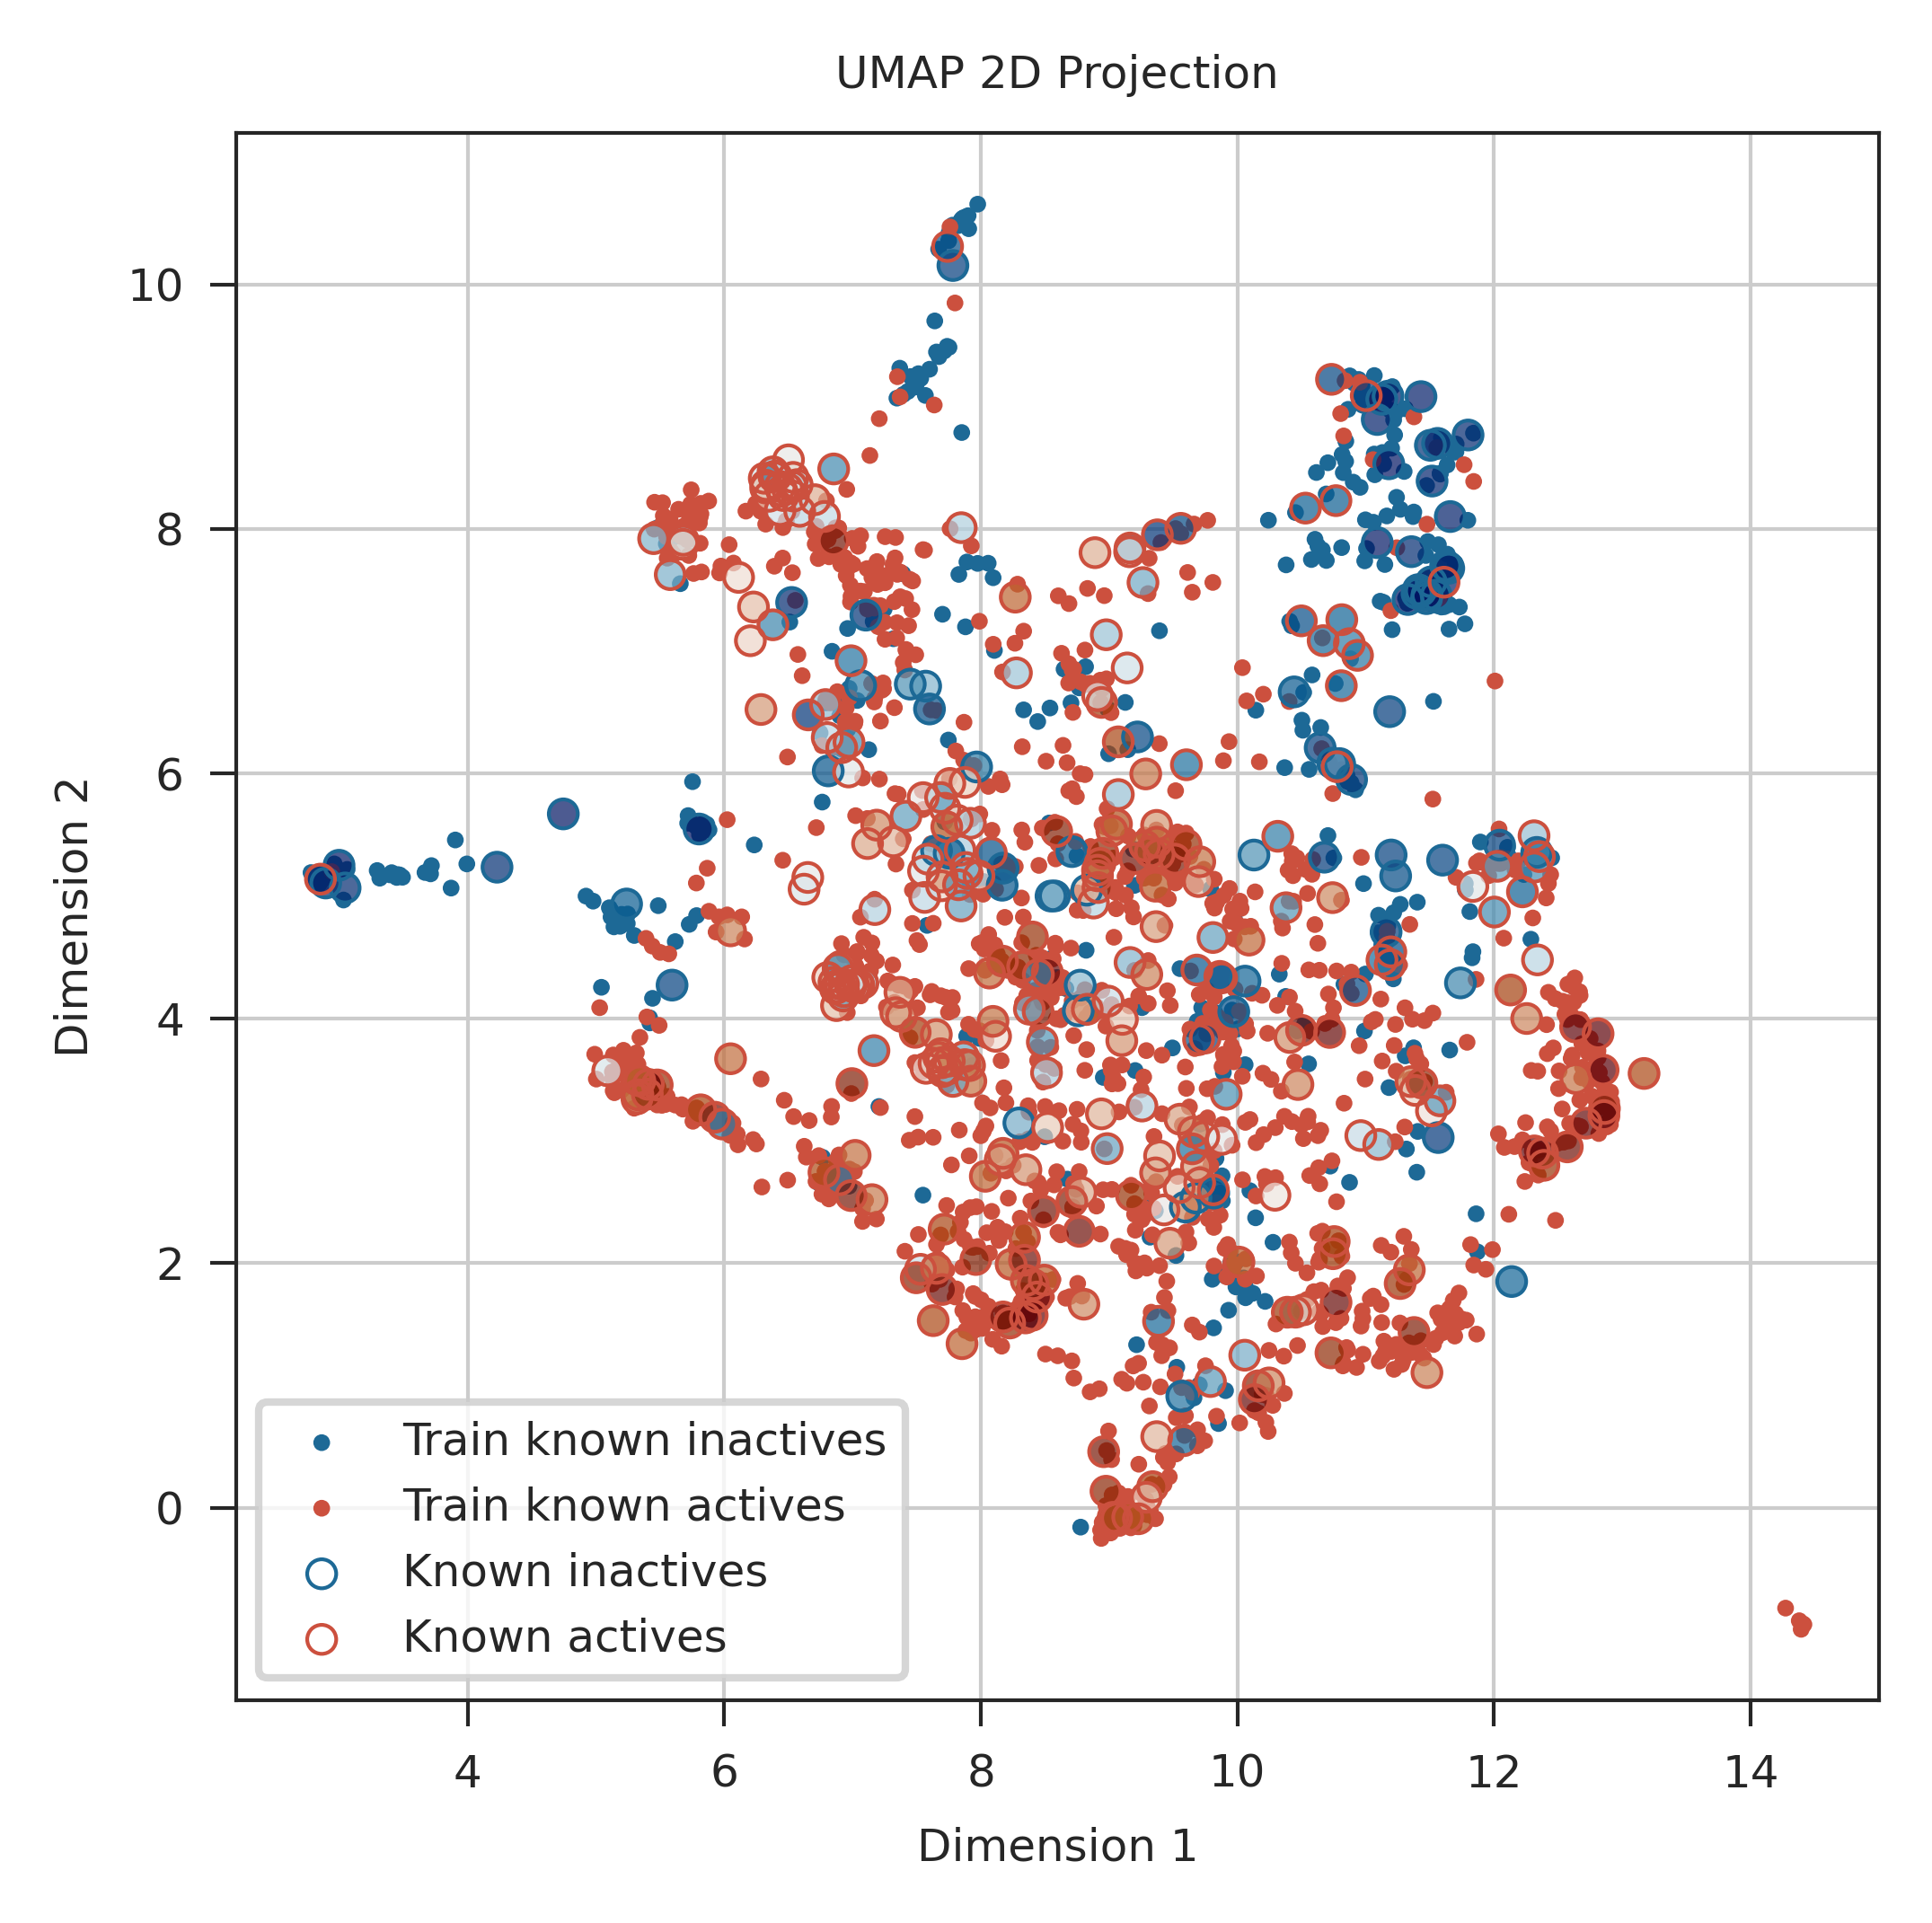 UMAP 2D Projection
10
8
6
4
2
0
Dimension 2
Train known inactives
Train known actives
Known inactives
Known actives
4 6 8 10 12 14
Dimension 1